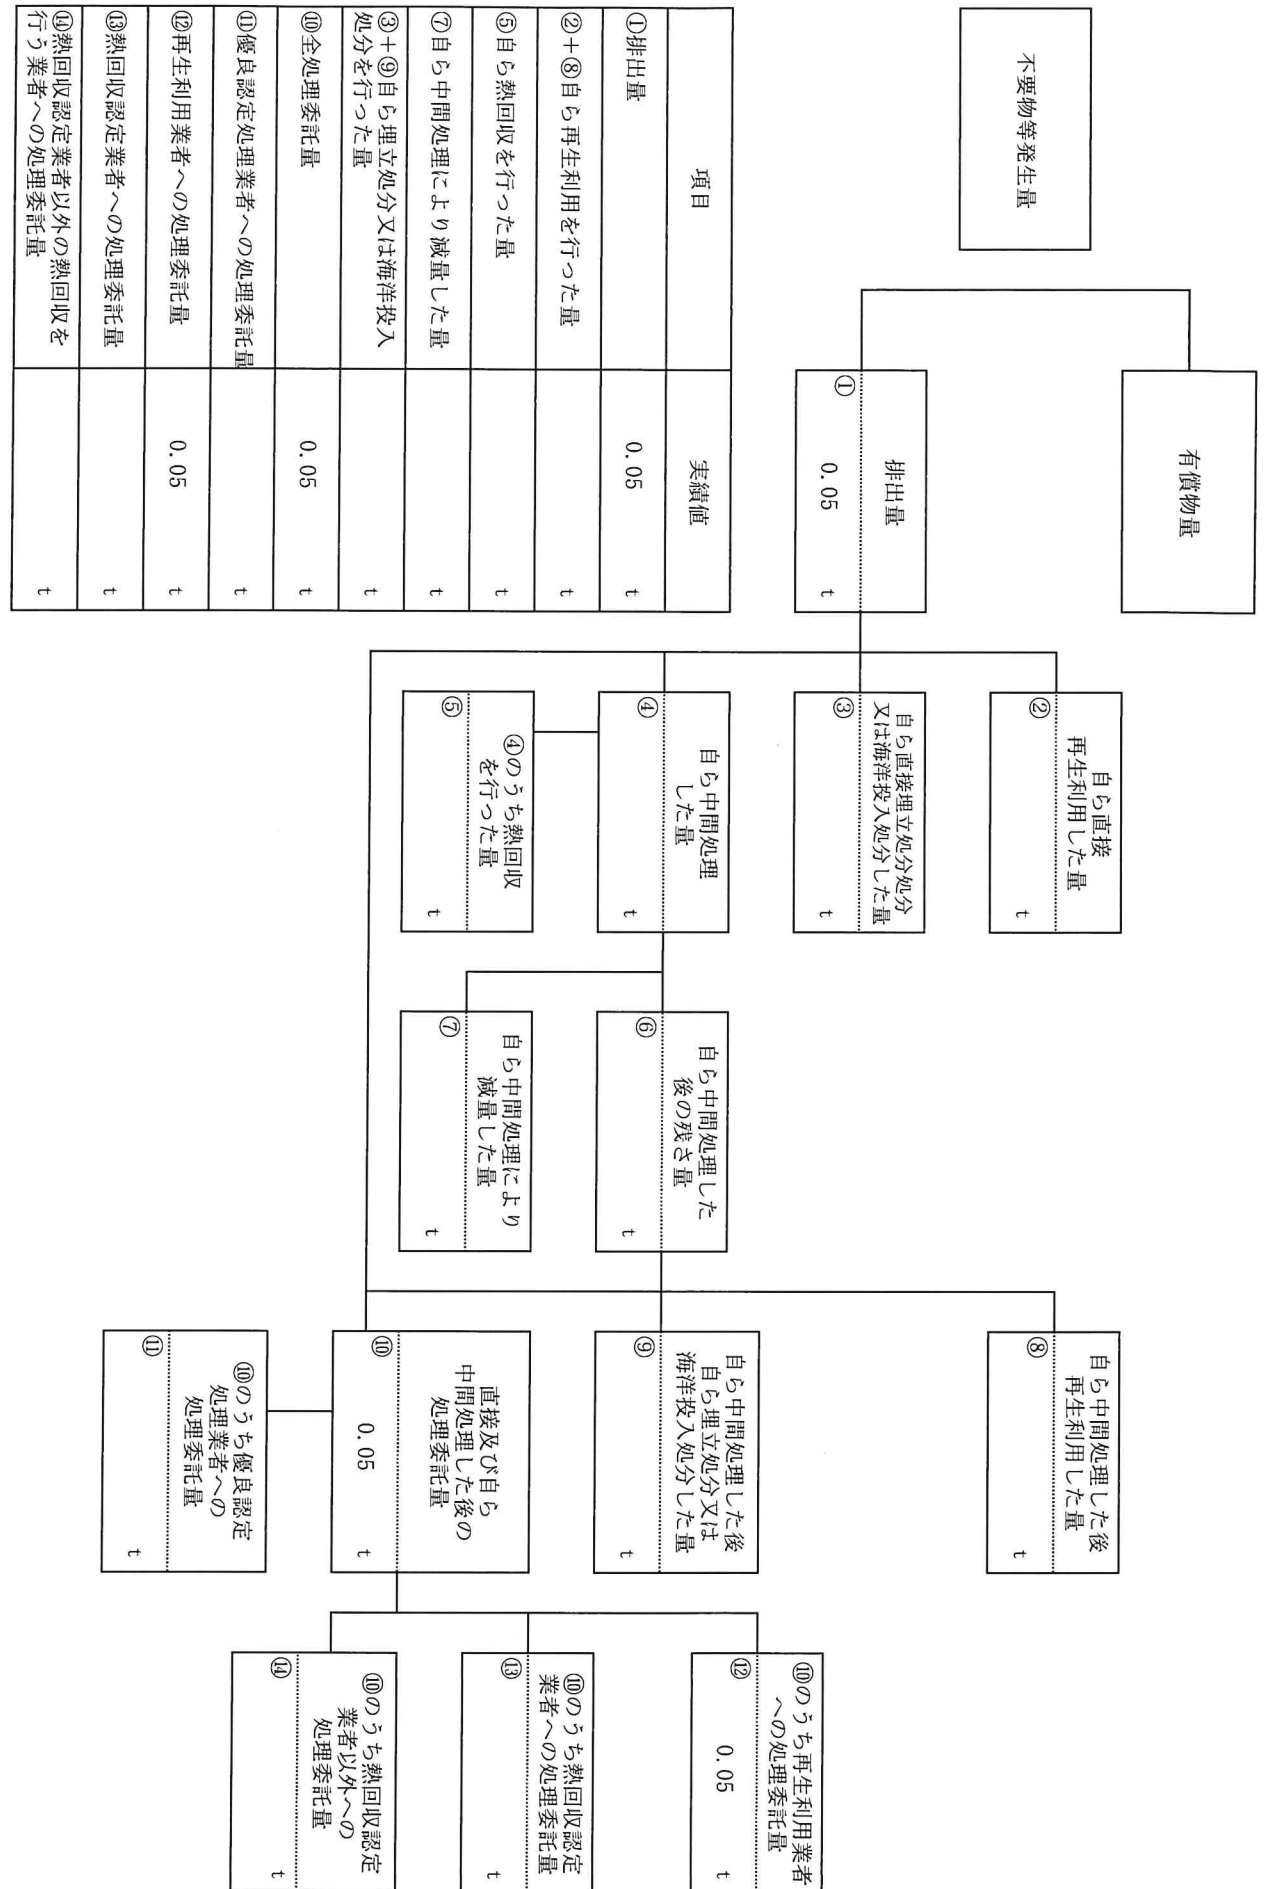 不要物等発生量
有償物量
排出量
①
0.05
t
自ら直接
再生利用した量
②
t
自ら直接埋立処分処分
又は海洋投入処分した量
③
t
自ら中間処理
した量
④
t
④のうち熱回収
を行った量
⑤
t
自ら中間処理した
後の残さ量
⑥
t
自ら中間処理により
減量した量
⑦
t
自ら中間処理した後
再生利用した量
⑧
t
自ら中間処理した後
自ら埋立処分又は
海洋投入処分した量
⑨
t
直接及び自ら
中間処理した後の
処理委託量
⑩
0.05
t
⑩のうち優良認定
処理業者への
処理委託量
⑪
t
⑩のうち再生利用業者
への処理委託量
⑫
0.05
t
⑩のうち熱回収認定
業者への処理委託量
⑬
t
⑩のうち熱回収認定
業者以外への
処理委託量
⑭
t
項目 実績値
①排出量 0.05 t
②+⑧自ら再生利用を行った量 t
⑤自ら熱回収を行った量 t
⑦自ら中間処理により減量した量 t
③+⑨自ら埋立処分又は海洋投入
処分を行った量 t
⑩全処理委託量 0.05 t
⑪優良認定処理業者への処理委託量 t
⑫再生利用業者への処理委託量 0.05 t
⑬熱回収認定業者への処理委託量 t
⑭熱回収認定業者以外の熱回収を
行う業者への処理委託量 t